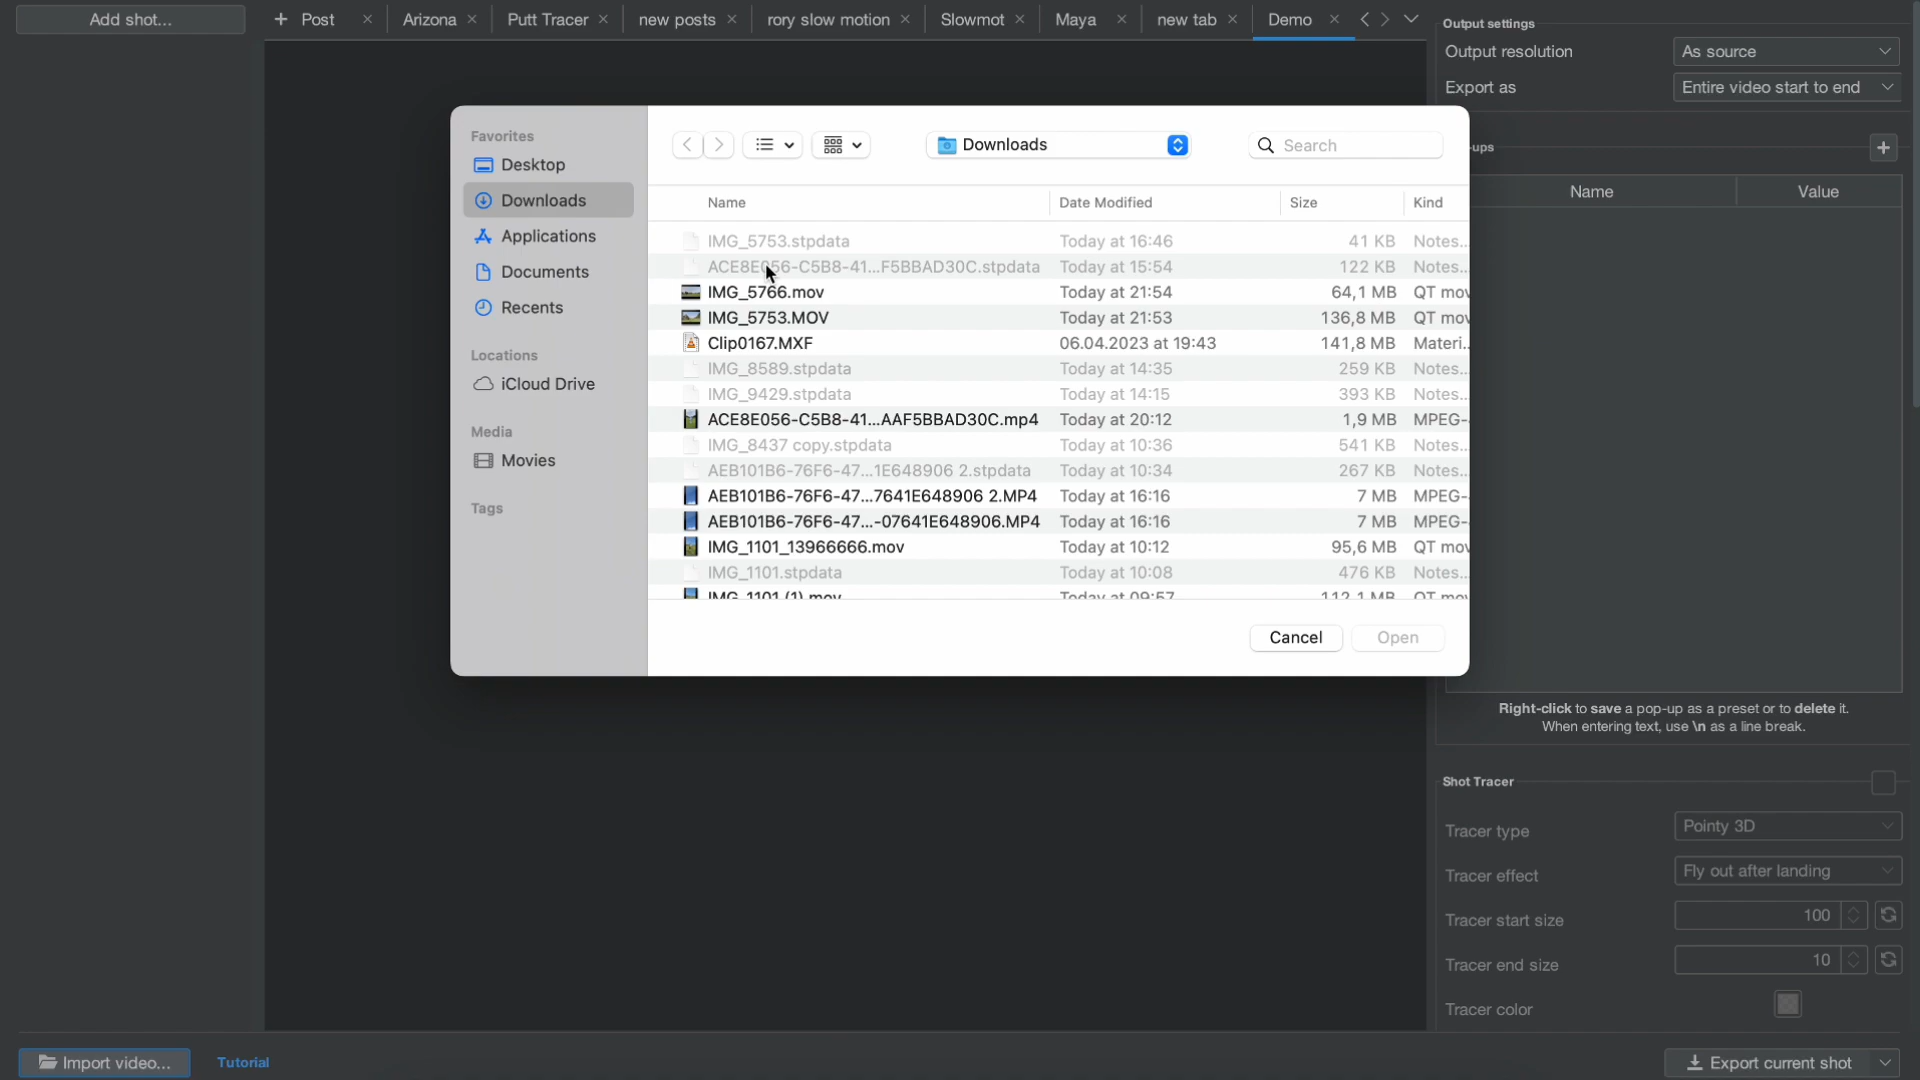 Add shot...
Post
Arizona
Putt Tracer
new posts
rory slow motion
Slowmot
Maya
new tab
Demo
Output settings
Output resolution
As source
Export as
Entire video start to end
-ups
Name
Value
Favorites
Desktop
Downloads
Applications
Documents
Recents
Locations
iCloud Drive
Media
Movies
Tags
Downloads
Search
Name Date Modified Size Kind
IMG_5753.stpdata Today at 16:46 41 KB Notes...
ACE8E056-C5B8-41...F5BBAD30C.stpdata Today at 15:54 122 KB Notes...
IMG_5766.mov Today at 21:54 64,1 MB QT mov
IMG_5753.MOV Today at 21:53 136,8 MB QT mov
Clip0167.MXF 06.04.2023 at 19:43 141,8 MB Materi...
IMG_8589.stpdata Today at 14:35 259 KB Notes...
IMG_9429.stpdata Today at 14:15 393 KB Notes...
ACE8E056-C5B8-41...AAF5BBAD30C.mp4 Today at 20:12 1,9 MB MPEG-
IMG_8437 copy.stpdata Today at 10:36 541 KB Notes...
AEB101B6-76F6-47...1E648906 2.stpdata Today at 10:34 267 KB Notes...
AEB101B6-76F6-47...7641E648906 2.MP4 Today at 16:16 7 MB MPEG-
AEB101B6-76F6-47...-07641E648906.MP4 Today at 16:16 7 MB MPEG-
IMG_1101_13966666.mov Today at 10:12 95,6 MB QT mov
IMG_1101.stpdata Today at 10:08 476 KB Notes...
IMG_1101 (1).mov Today at 09:57 112,1 MB QT mov
Cancel
Open
Right-click to save a pop-up as a preset or to delete it.
When entering text, use \n as a line break.
Shot Tracer
Tracer type
Pointy 3D
Tracer effect
Fly out after landing
Tracer start size
100
Tracer end size
10
Tracer color
Import video...
Tutorial
Export current shot